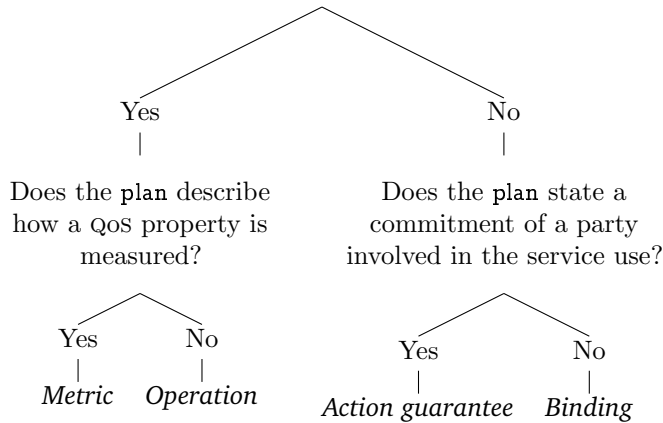 Yes No
Does the plan describe
how a QoS property is
measured?
Does the plan state a
commitment of a party
involved in the service use?
Yes No Yes No
Metric Operation Action guarantee Binding